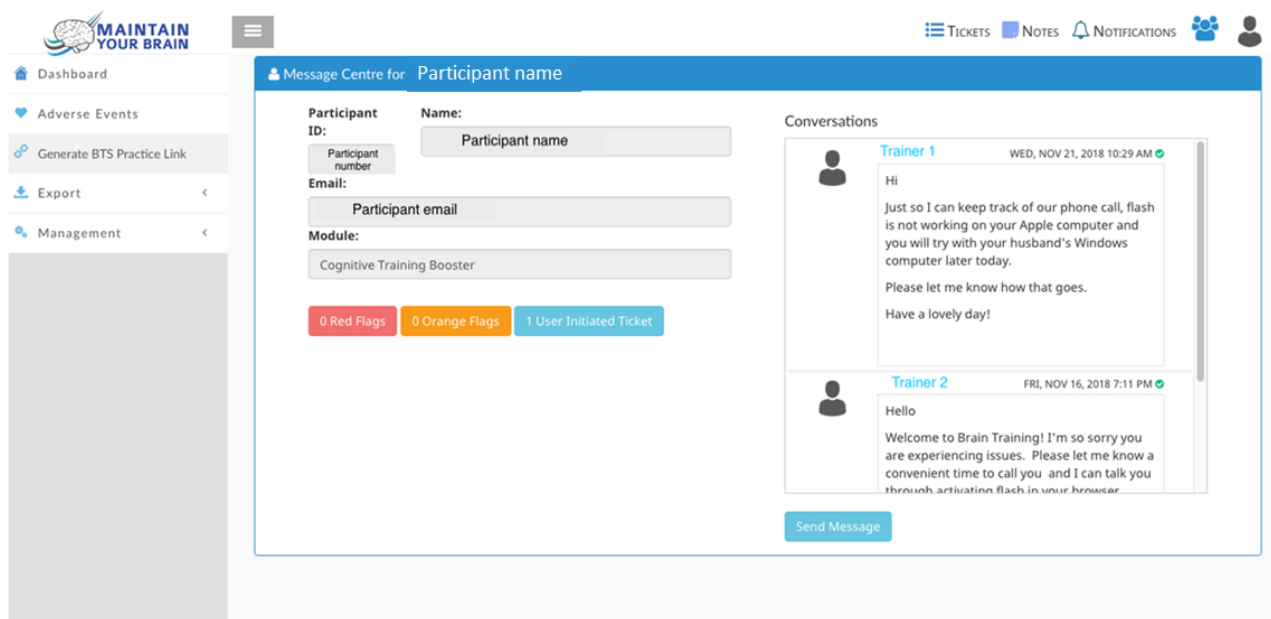 MAINTAIN
YOUR BRAIN
Tickets Notes Notifications
Dashboard
Adverse Events
Generate BTS Practice Link
Export
Management
Message Centre for Participant name
Participant
ID:
Participant
number
Name:
Participant name
Email:
Participant email
Module:
Cognitive Training Booster
0 Red Flags 0 Orange Flags 1 User Initiated Ticket
Conversations
Trainer 1 WED, NOV 21, 2018 10:29 AM
Hi
Just so I can keep track of our phone call, flash
is not working on your Apple computer and
you will try with your husband's Windows
computer later today.
Please let me know how that goes.
Have a lovely day!
Trainer 2 FRI, NOV 16, 2018 7:11 PM
Hello
Welcome to Brain Training! I'm so sorry you
are experiencing issues. Please let me know a
convenient time to call you and I can talk you
through activating flash in your browser
Send Message